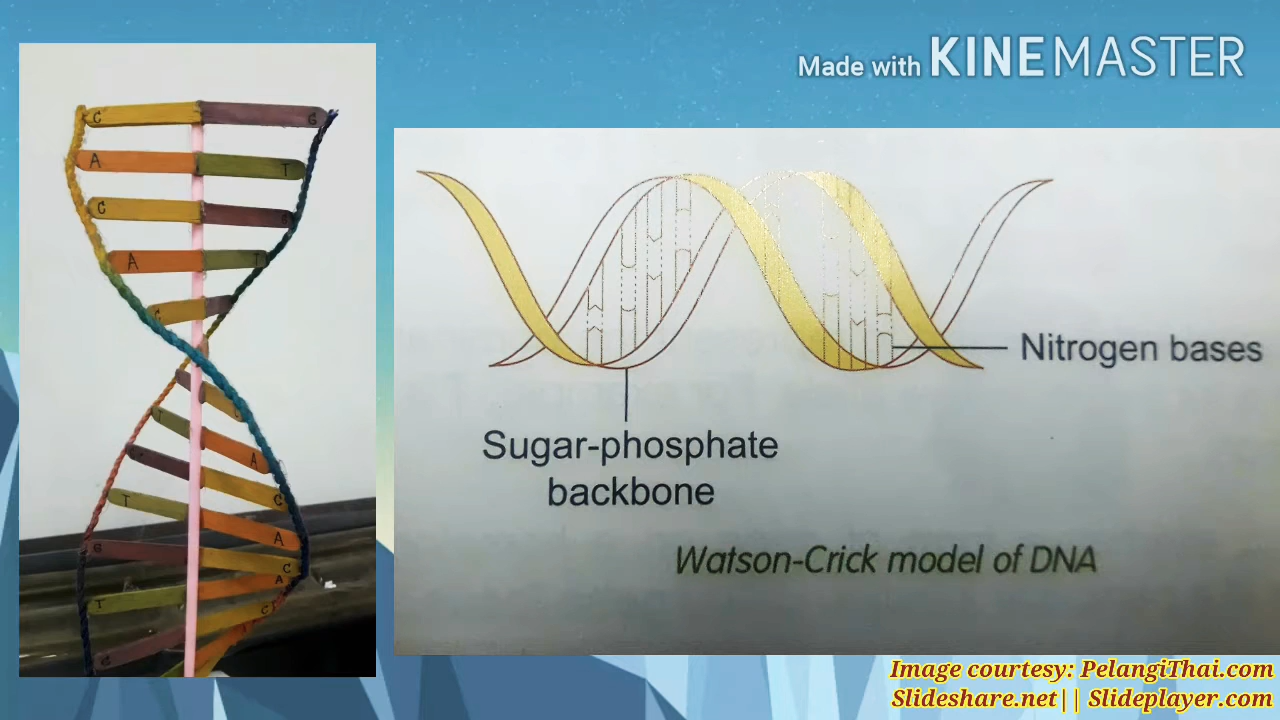 Made with KINEMASTER
C G
A T
C G
A T
C
T A
C
T A
G C
A
T C
G
Nitrogen bases
Sugar-phosphate
backbone
Watson-Crick model of DNA
Image courtesy: PelangiThai.com
Slideshare.net|| Slideplayer.com